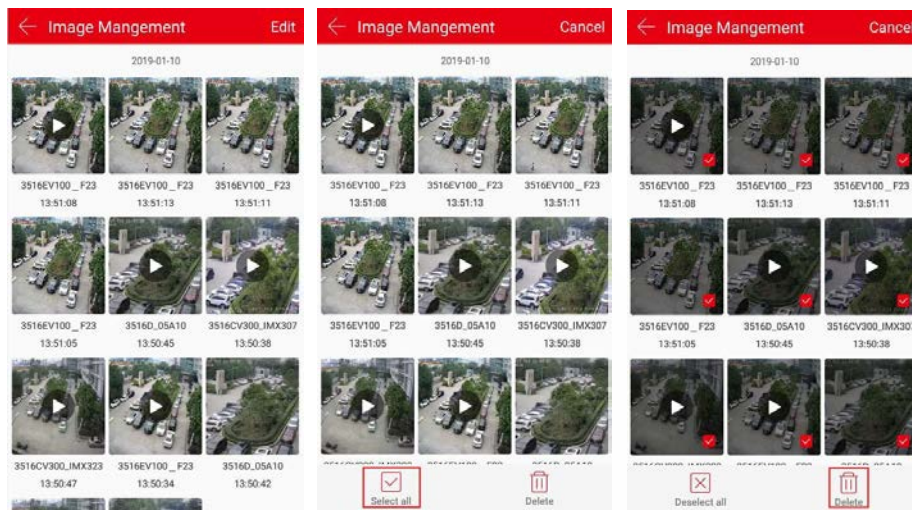 Image Mangement Edit
2019-01-10
3516EV100 _ F23 3516EV100 _ F23 3516EV100 _ F23
13:51:08 13:51:13 13:51:11
3516EV100 _ F23 3516D_05A10 3516CV300_IMX307
13:51:05 13:50:45 13:50:38
3516CV300_IMX323 3516EV100 _ F23 3516D_05A10
13:50:47 13:50:34 13:50:42
Image Mangement Cancel
2019-01-10
3516EV100 _ F23 3516EV100 _ F23 3516EV100 _ F23
13:51:08 13:51:13 13:51:11
3516EV100 _ F23 3516D_05A10 3516CV300_IMX307
13:51:05 13:50:45 13:50:38
Select all Delete
Image Mangement Cancel
2019-01-10
3516EV100 _ F23 3516EV100 _ F23 3516EV100 _ F23
13:51:08 13:51:13 13:51:11
3516EV100 _ F23 3516D_05A10 3516CV300_IMX307
13:51:05 13:50:45 13:50:38
Deselect all Delete